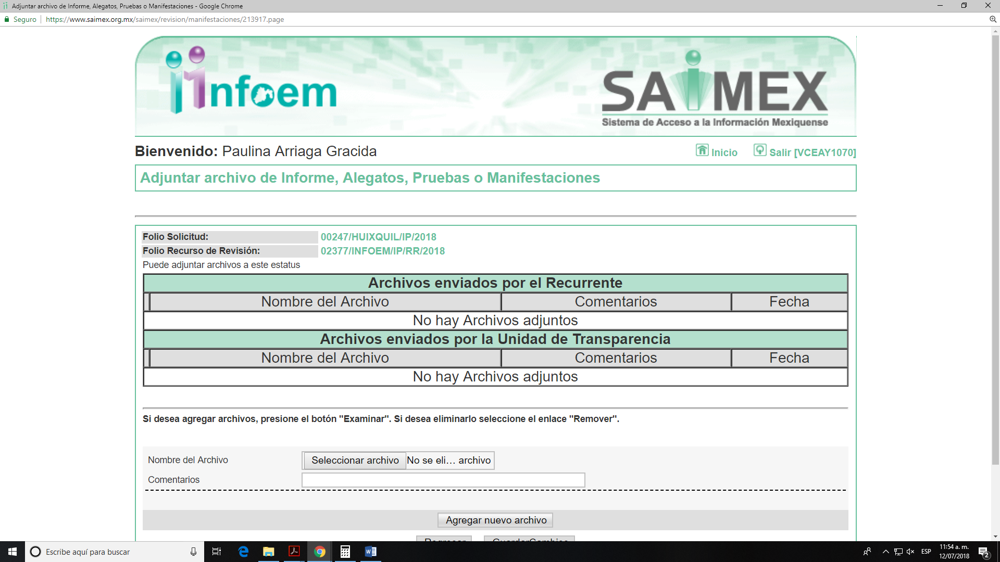 Adjuntar archivo de Informe, Alegatos, Pruebas o Manifestaciones - Google Chrome
Seguro https://www.saimex.org.mx/saimex/revision/manifestaciones/213917.page
infoem
SAIMEX
Sistema de Acceso a la Información Mexiquense
Bienvenido: Paulina Arriaga Gracida
Inicio Salir [VCEAY1070]
Adjuntar archivo de Informe, Alegatos, Pruebas o Manifestaciones
Folio Solicitud: 00247/HUIXQUIL/IP/2018
Folio Recurso de Revisión: 02377/INFOEM/IP/RR/2018
Puede adjuntar archivos a este estatus
Archivos enviados por el Recurrente
Nombre del Archivo Comentarios Fecha
No hay Archivos adjuntos
Archivos enviados por la Unidad de Transparencia
Nombre del Archivo Comentarios Fecha
No hay Archivos adjuntos
Si desea agregar archivos, presione el botón "Examinar". Si desea eliminarlo seleccione el enlace "Remover".
Nombre del Archivo Seleccionar archivo No se eli... archivo
Comentarios
Agregar nuevo archivo
Regresar GuardarCambios
Escribe aquí para buscar
ESP
11:54 a. m.
12/07/2018
2